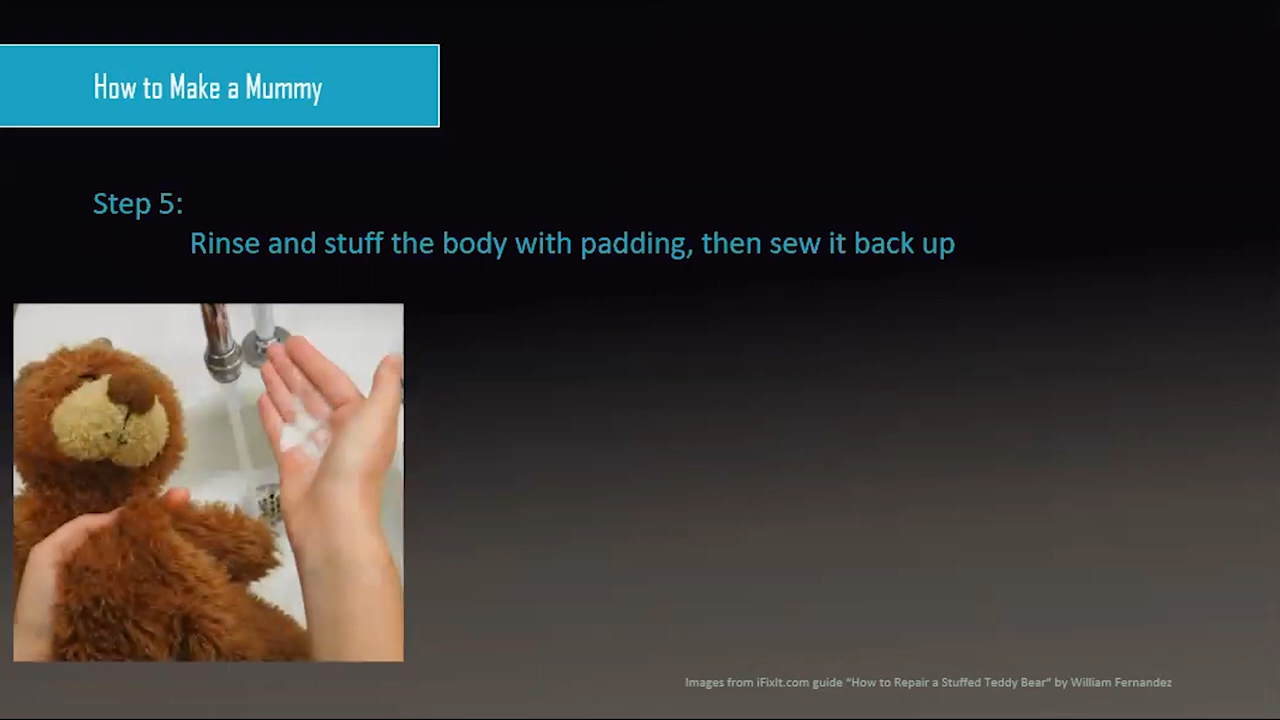 How to Make a Mummy
Step 5:
Rinse and stuff the body with padding, then sew it back up
Images from iFixIt.com guide “How to Repair a Stuffed Teddy Bear” by William Fernandez